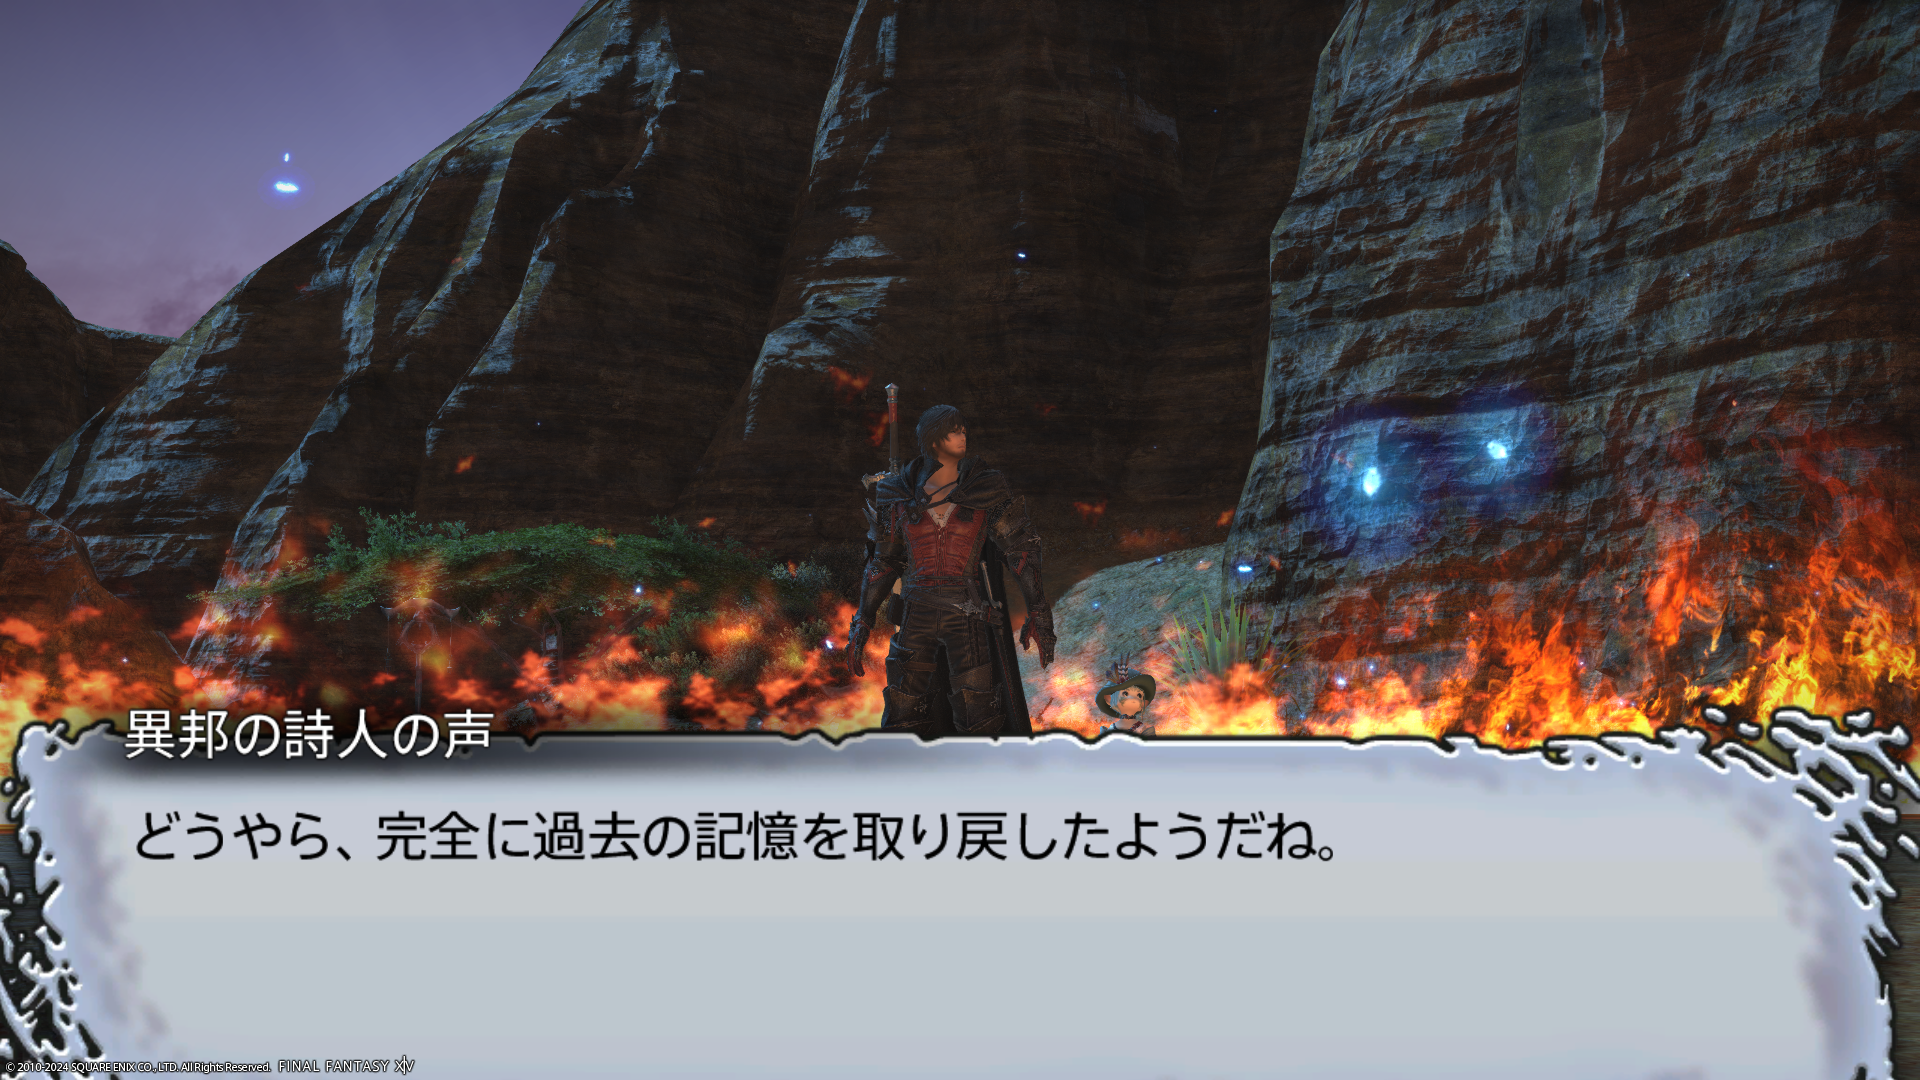 異邦の詩人の声
どうやら、完全に過去の記憶を取り戻したようだね。
© 2010-2024 SQUARE ENIX CO., LTD. All Rights Reserved. FINAL FANTASY XIV